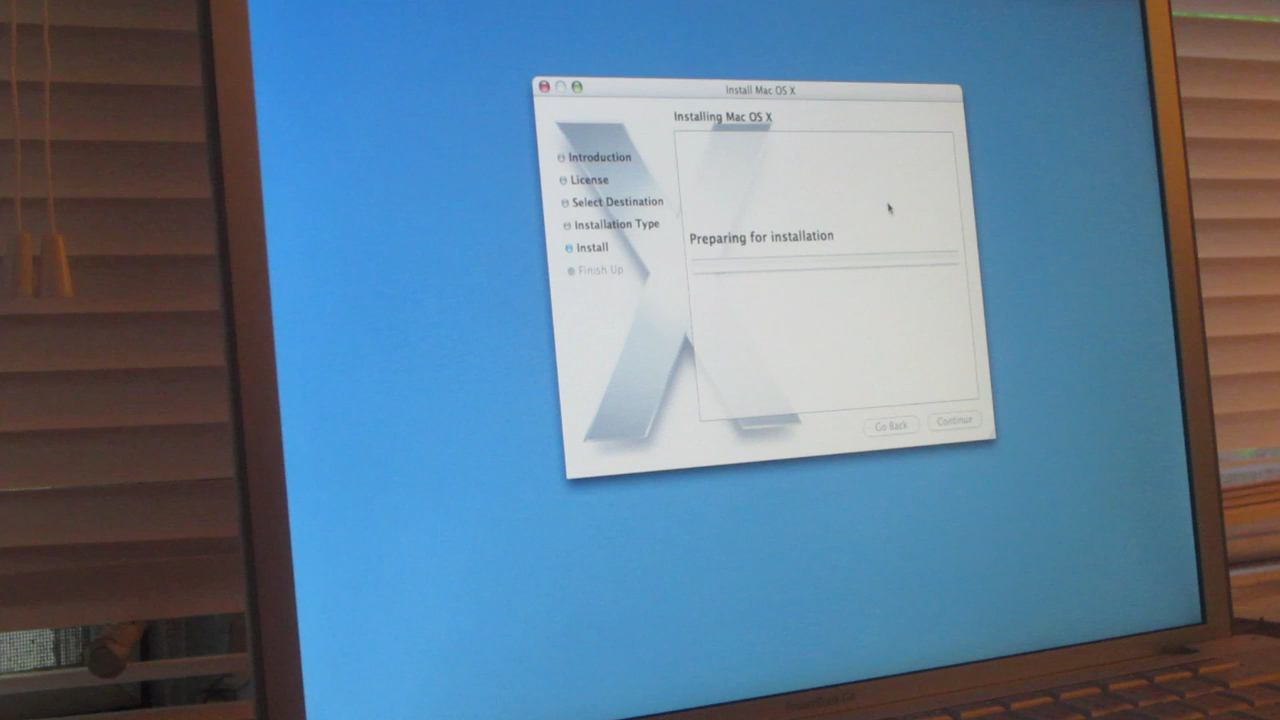 Install Mac OS X
Installing Mac OS X
Introduction
License
Select Destination
Installation Type
Install
Finish Up
Preparing for installation
Go Back
Continue